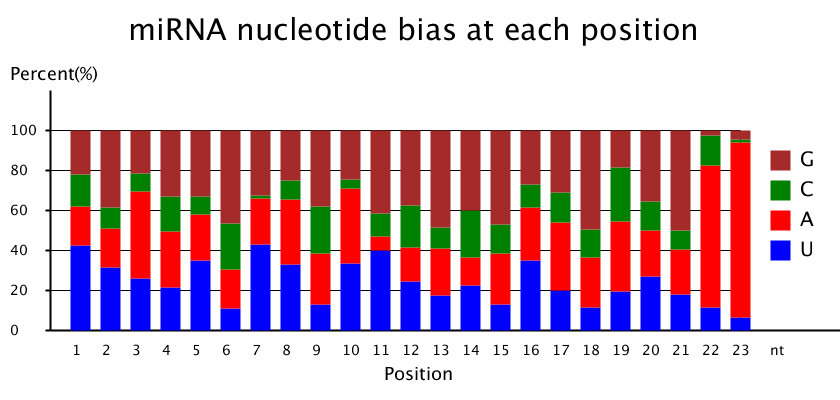 miRNA nucleotide bias at each position
Percent(%)
100
80
60
40
20
0
G
C
A
U
1 2 3 4 5 6 7 8 9 10 11 12 13 14 15 16 17 18 19 20 21 22 23 nt
Position